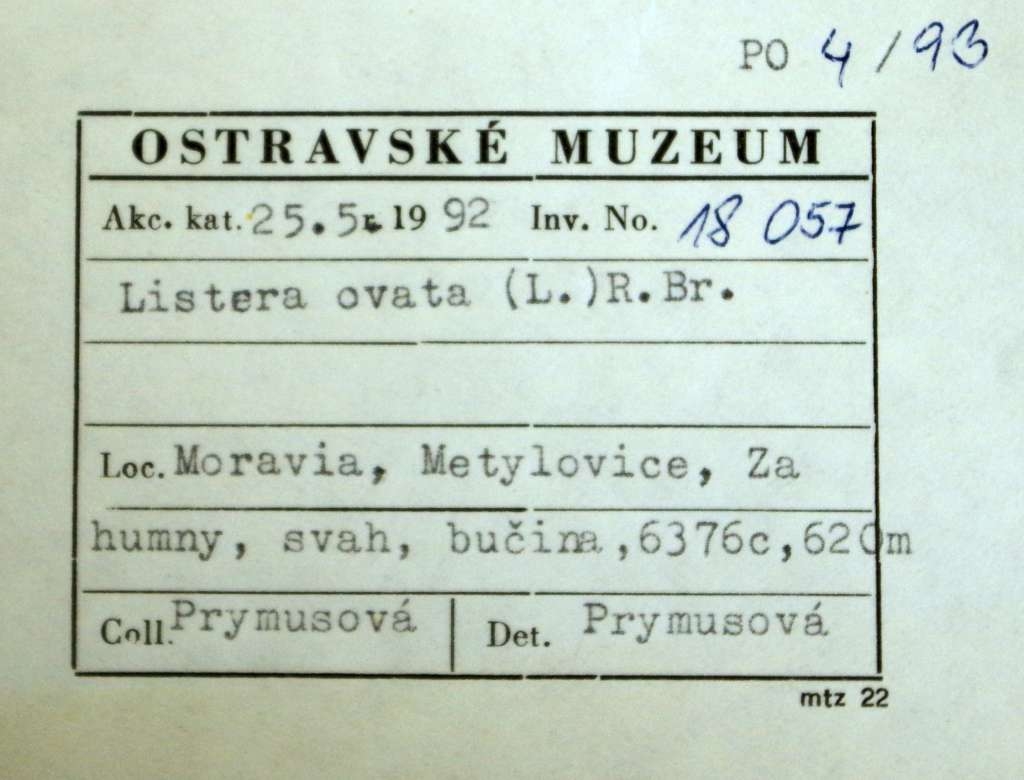 PO 4/93
OSTRAVSKÉ MUZEUM
Akc. kat. 25.5. 1992 Inv. No. 18 057
Listera ovata (L.)R.Br.
Loc. Moravia, Metylovice, Za
humny, svah, bučina,6376c,620m
Coll. Prymusová Det. Prymusová
mtz 22